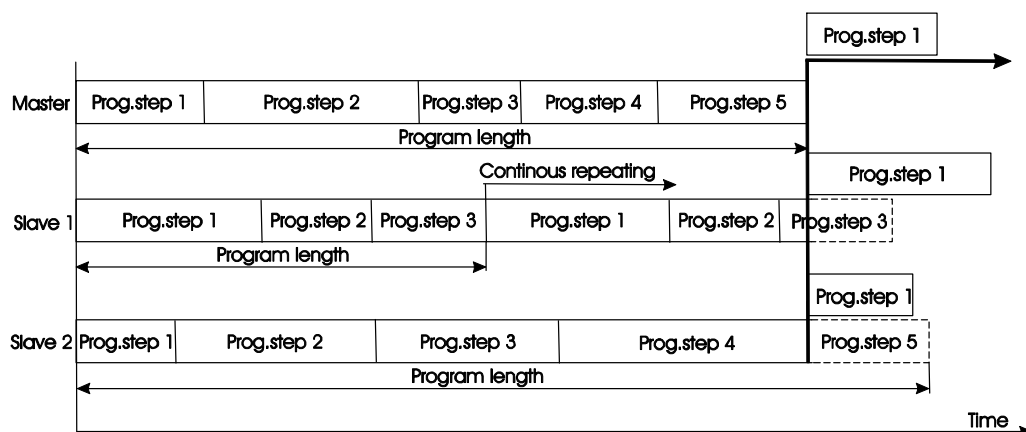 Prog.step 1
Master Prog.step 1 Prog.step 2 Prog.step 3 Prog.step 4 Prog.step 5
Program length
Continous repeating
Prog.step 1
Slave 1 Prog.step 1 Prog.step 2 Prog.step 3 Prog.step 1 Prog.step 2 Prog.step 3
Program length
Prog.step 1
Slave 2 Prog.step 1 Prog.step 2 Prog.step 3 Prog.step 4 Prog.step 5
Program length
Time